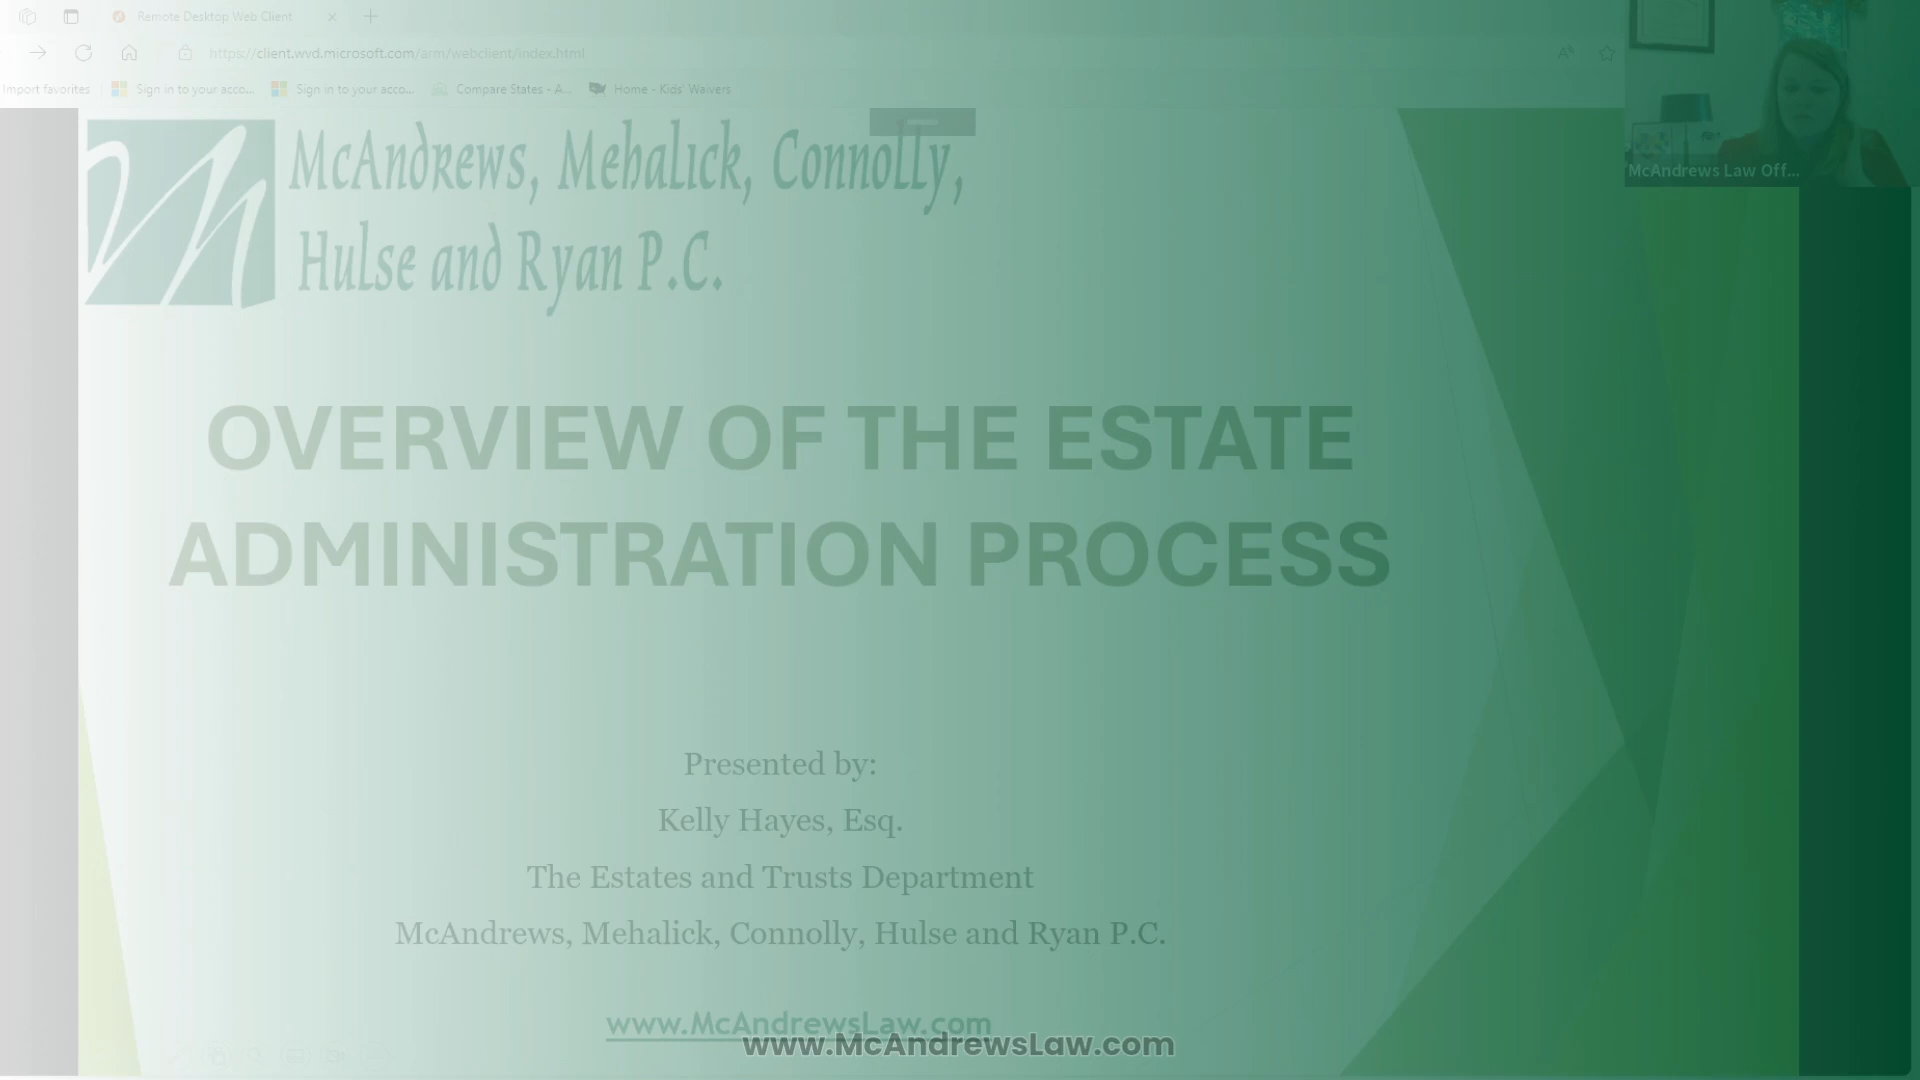 Remote Desktop Web Client
https://client.wvd.microsoft.com/arm/webclient/index.html
Import favorites
Sign in to your acco...
Sign in to your acco...
Compare States - A...
Home - Kids' Waivers
McAndrews Law Off...
McAndrews, Mehalick, Connolly,
Hulse and Ryan P.C.
OVERVIEW OF THE ESTATE
ADMINISTRATION PROCESS
Presented by:
Kelly Hayes, Esq.
The Estates and Trusts Department
McAndrews, Mehalick, Connolly, Hulse and Ryan P.C.
www.McAndrewsLaw.com
www.McAndrewsLaw.com